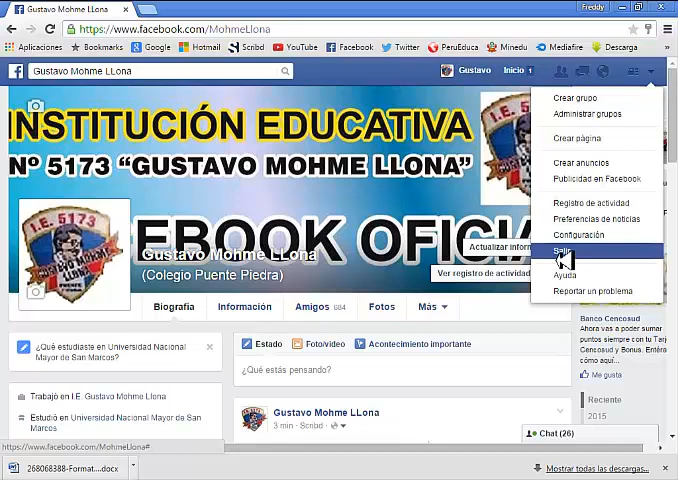 Gustavo Mohme LLona
Freddy
https://www.facebook.com/MohmeLlona
Aplicaciones Bookmarks Google Hotmail Scribd YouTube Facebook Twitter PeruEduca Minedu Mediafire Descarga
Gustavo Mohme LLona
Gustavo Inicio 1
Crear grupo
Administrar grupos
Crear página
Crear anuncios
Publicidad en Facebook
Registro de actividad
Preferencias de noticias
Configuración
Salir
Ayuda
Reportar un problema
INSTITUCIÓN EDUCATIVA
Nº 5173 “GUSTAVO MOHME LLONA”
I.E. 5173
EBOOK OFIC
Gustavo Mohme LLona
(Colegio Puente Piedra)
Actualizar inform
Ver registro de actividad
Biografía Información Amigos 684 Fotos Más
¿Qué estudiaste en Universidad Nacional
Mayor de San Marcos?
Trabajó en I.E. Gustavo Mohme Llona
Estudió en Universidad Nacional Mayor de San
Marcos
Estado Foto/video Acontecimiento importante
¿Qué estás pensando?
Gustavo Mohme LLona
3 min · Scribd ·
Banco Cencosud
Ahora vas a poder sumar
puntos siempre con tu Tarj
Cencosud y Bonus. Entéra
cómo aquí...
Me gusta
Reciente
2015
Chat (26)
https://www.facebook.com/MohmeLlona#
268068388-Format....docx
Mostrar todas las descargas...